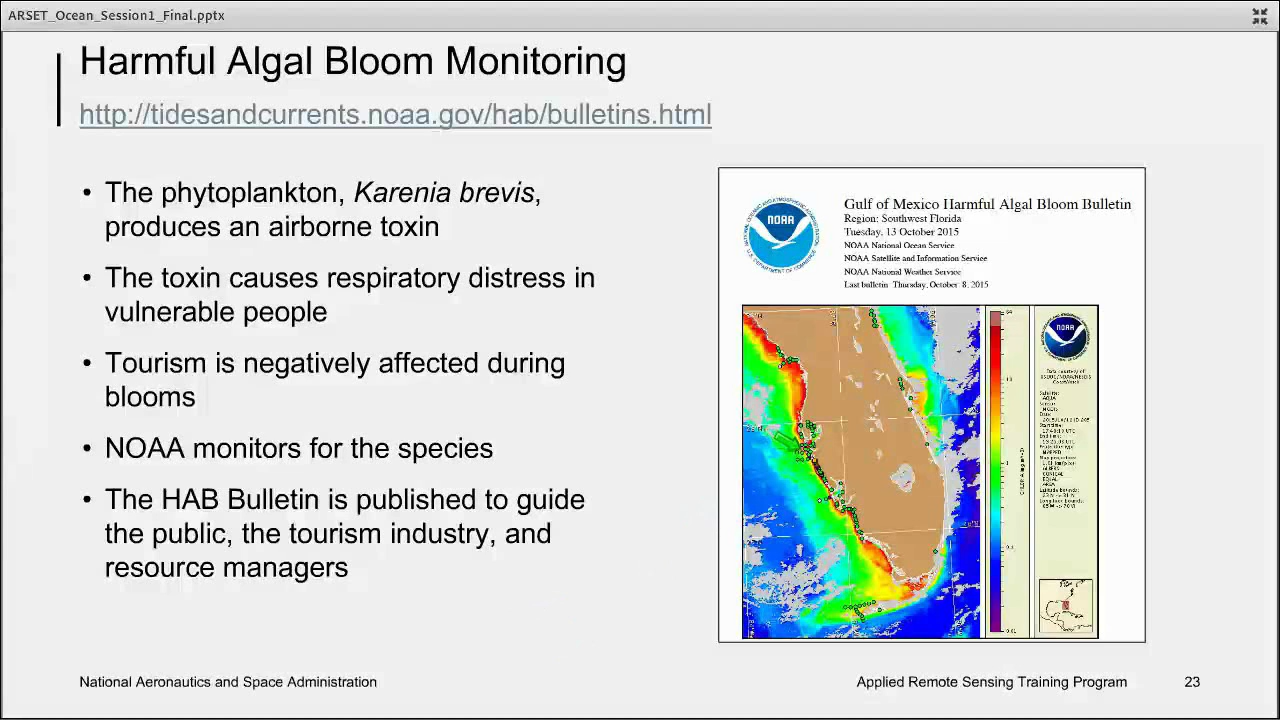 ARSET_Ocean_Session1_Final.pptx
Harmful Algal Bloom Monitoring
http://tidesandcurrents.noaa.gov/hab/bulletins.html
• The phytoplankton, Karenia brevis,
produces an airborne toxin
• The toxin causes respiratory distress in
vulnerable people
• Tourism is negatively affected during
blooms
• NOAA monitors for the species
• The HAB Bulletin is published to guide
the public, the tourism industry, and
resource managers
NOAA
Gulf of Mexico Harmful Algal Bloom Bulletin
Region: Southwest Florida
Tuesday, 13 October 2015
NOAA National Ocean Service
NOAA Satellite and Information Service
NOAA National Weather Service
Last bulletin: Thursday, October 8, 2015
NOAA
National Aeronautics and Space Administration
Applied Remote Sensing Training Program
23